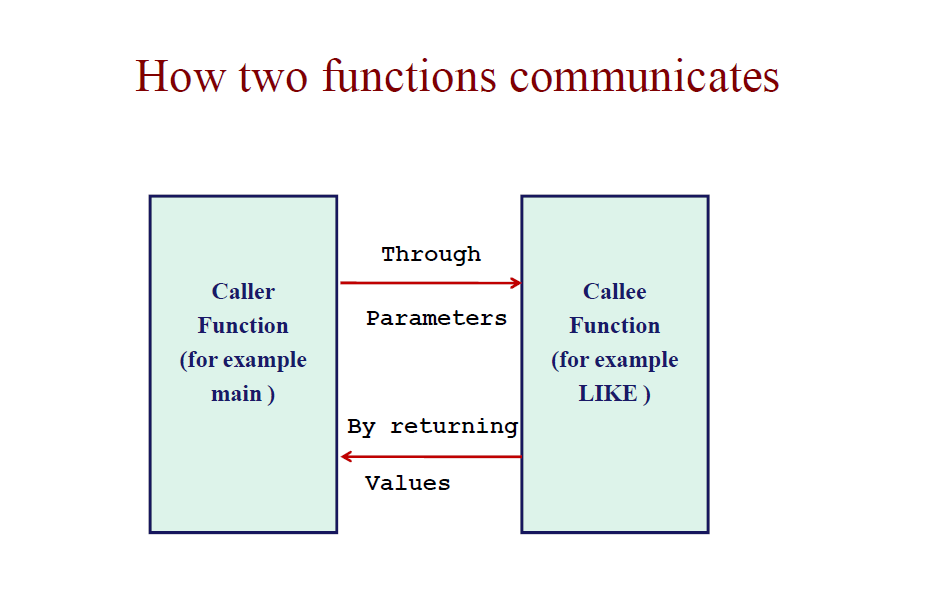 How two functions communicates
Caller
Function
(for example
main )
Through
Parameters
By returning
Values
Callee
Function
(for example
LIKE )